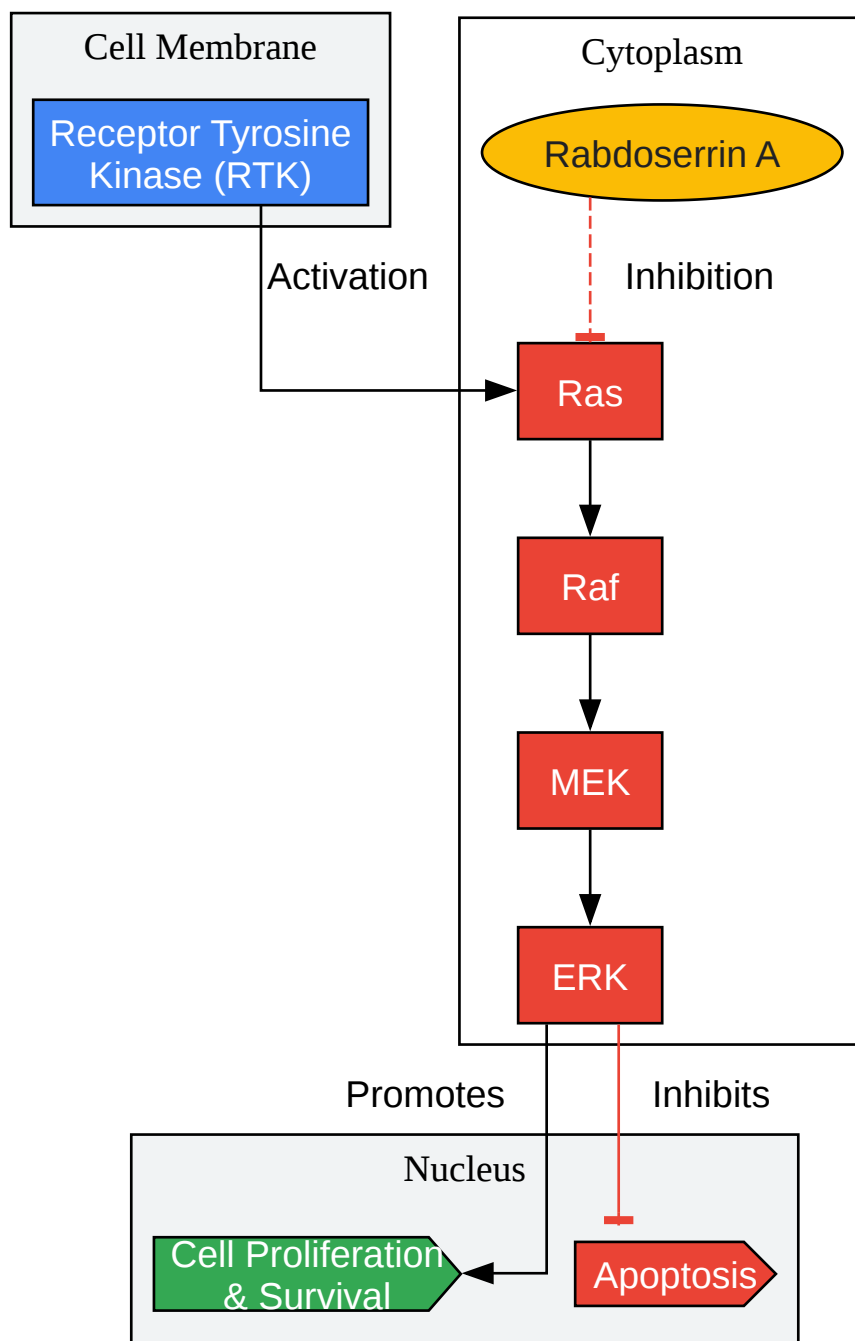 Cell Membrane
Receptor Tyrosine
Kinase (RTK)
Cytoplasm
Rabdoserrin A
Activation
Inhibition
Ras
Raf
MEK
ERK
Promotes
Inhibits
Nucleus
Cell Proliferation
& Survival
Apoptosis